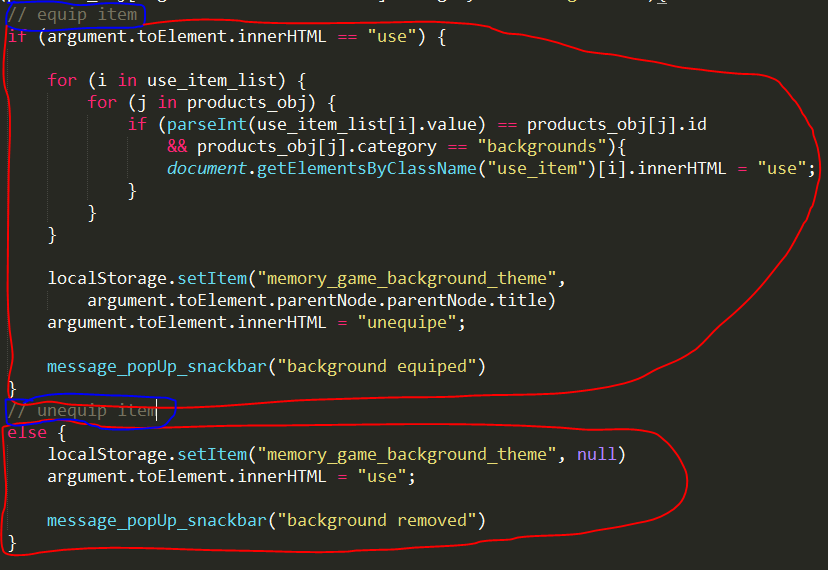 // equip item
if (argument.toElement.innerHTML == "use") {
for (i in use_item_list) {
for (j in products_obj) {
if (parseInt(use_item_list[i].value) == products_obj[j].id
&& products_obj[j].category == "backgrounds"){
document.getElementsByClassName("use_item")[i].innerHTML = "use";
}
}
}
localStorage.setItem("memory_game_background_theme",
argument.toElement.parentNode.parentNode.title)
argument.toElement.innerHTML = "unequipe";
message_popUp_snackbar("background equiped")
}
// unequip item
else {
localStorage.setItem("memory_game_background_theme", null)
argument.toElement.innerHTML = "use";
message_popUp_snackbar("background removed")
}